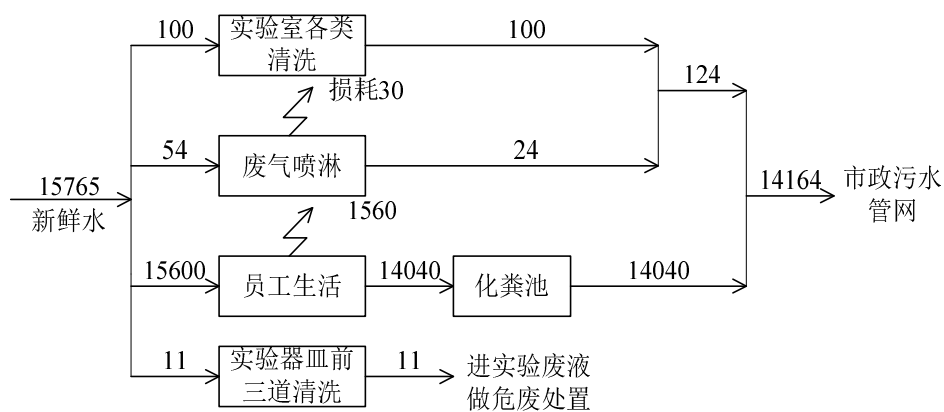 100
实验室各类
清洗
100
124
损耗30
54
废气喷淋
24
15765
新鲜水
14164
市政污水
管网
1560
15600
员工生活
14040
化粪池
14040
11
实验器皿前
三道清洗
11
进实验废液
做危废处置